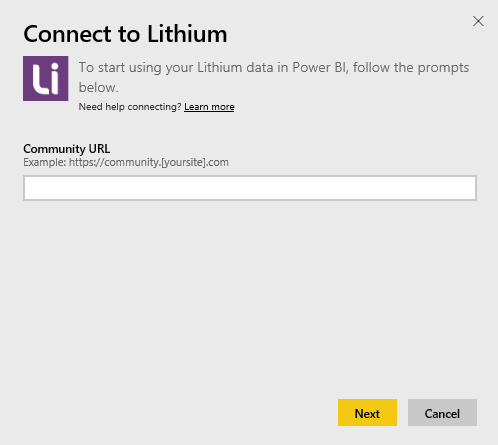 Connect to Lithium
Li
To start using your Lithium data in Power BI, follow the prompts
below.
Need help connecting? Learn more
Community URL
Example: https://community.[yoursite].com
Next
Cancel